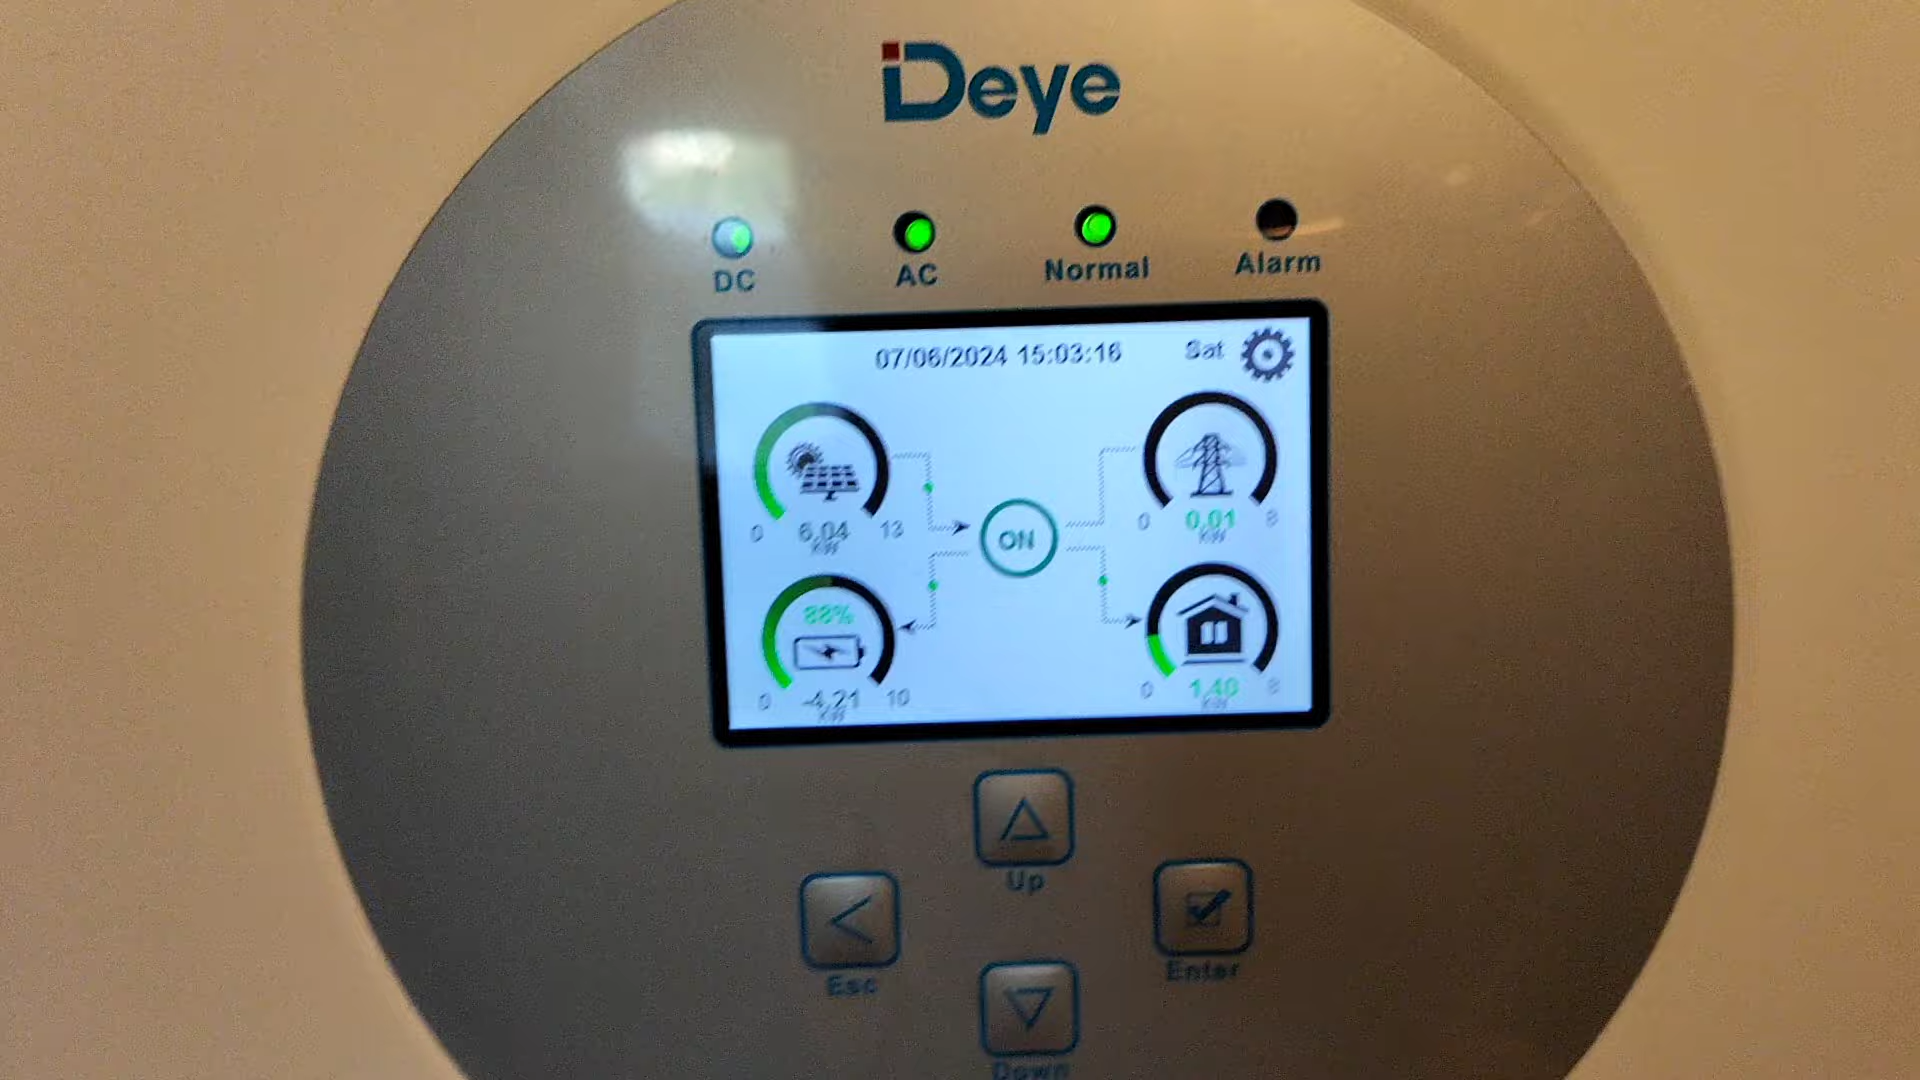 Deye
DC AC Normal Alarm
07/06/2024 15:03:16 Sat
0 6,04 13
kW
0 0,01 8
kW
ON
88%
0 -4,21 10
kW
0 1,40 8
kW
Up
Esc
Enter
Down